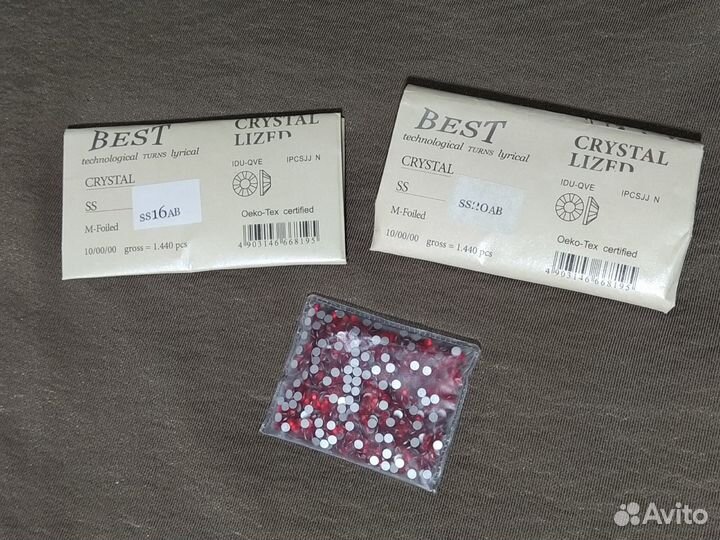 BEST
technological TURNS lyrical
CRYSTAL
LIZED
CRYSTAL
SS
SS16AB
M-Foiled
10/00/00 gross = 1.440 pcs
IDU-QVE IPCSJJ N
Oeko-Tex certified
4 903146 668195
BEST
technological TURNS lyrical
CRYSTAL
LIZED
CRYSTAL
SS
SS20AB
M-Foiled
10/00/00 gross = 1.440 pcs
IDU-QVE IPCSJJ N
Oeko-Tex certified
4 903146 668195
Avito